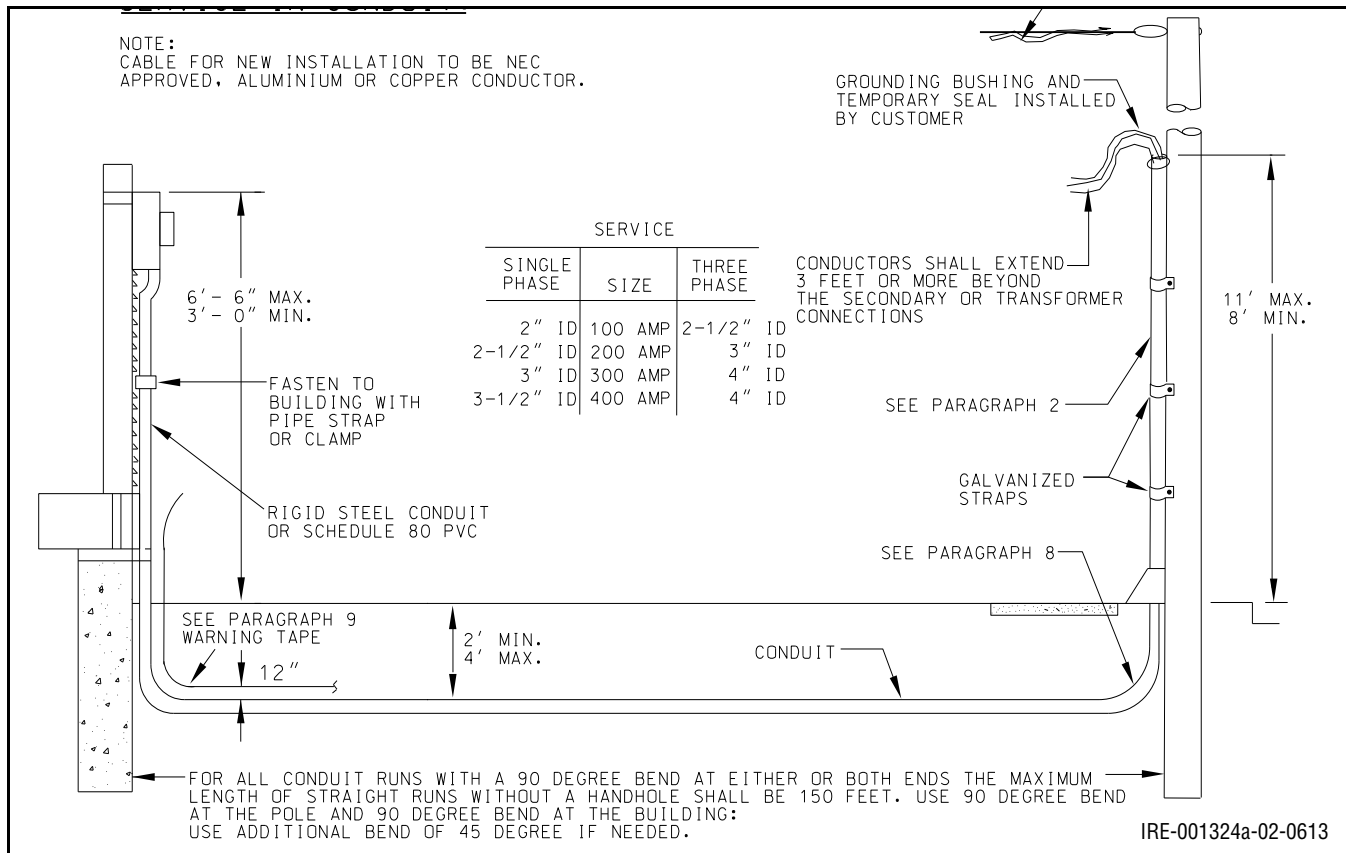 SERVICE IN CONDUIT:
NOTE:
CABLE FOR NEW INSTALLATION TO BE NEC
APPROVED, ALUMINIUM OR COPPER CONDUCTOR.
GROUNDING BUSHING AND
TEMPORARY SEAL INSTALLED
BY CUSTOMER
6'- 6" MAX.
3'- 0" MIN.
SERVICE
SINGLE PHASE SIZE THREE PHASE
2" ID 100 AMP 2-1/2" ID
2-1/2" ID 200 AMP 3" ID
3" ID 300 AMP 4" ID
3-1/2" ID 400 AMP 4" ID
CONDUCTORS SHALL EXTEND
3 FEET OR MORE BEYOND
THE SECONDARY OR TRANSFORMER
CONNECTIONS
11' MAX.
8' MIN.
FASTEN TO
BUILDING WITH
PIPE STRAP
OR CLAMP
SEE PARAGRAPH 2
GALVANIZED
STRAPS
RIGID STEEL CONDUIT
OR SCHEDULE 80 PVC
SEE PARAGRAPH 8
SEE PARAGRAPH 9
WARNING TAPE
12"
2' MIN.
4' MAX.
CONDUIT
FOR ALL CONDUIT RUNS WITH A 90 DEGREE BEND AT EITHER OR BOTH ENDS THE MAXIMUM
LENGTH OF STRAIGHT RUNS WITHOUT A HANDHOLE SHALL BE 150 FEET. USE 90 DEGREE BEND
AT THE POLE AND 90 DEGREE BEND AT THE BUILDING:
USE ADDITIONAL BEND OF 45 DEGREE IF NEEDED.
IRE-001324a-02-0613